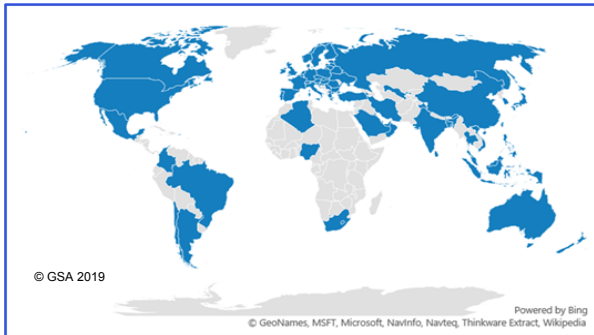 © GSA 2019
Powered by Bing
© GeoNames, MSFT, Microsoft, NavInfo, Navteq, Thinkware Extract, Wikipedia